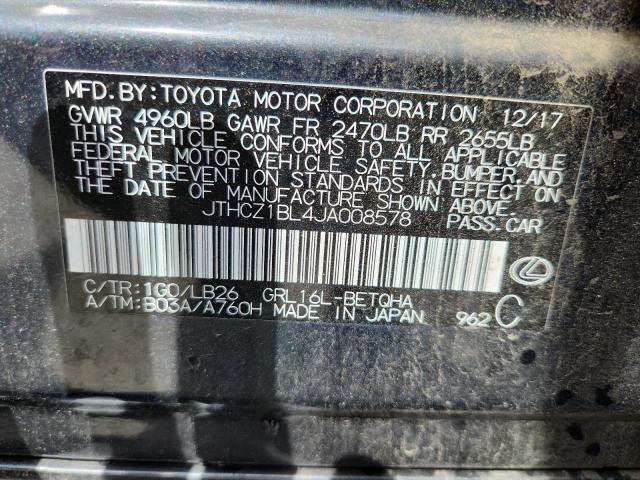 MFD. BY: TOYOTA MOTOR CORPORATION 12/17
GVWR 4960LB GAWR FR 2470LB RR 2655LB
THIS VEHICLE CONFORMS TO ALL APPLICABLE
FEDERAL MOTOR VEHICLE SAFETY, BUMPER, AND
THEFT PREVENTION STANDARDS IN EFFECT ON
THE DATE OF MANUFACTURE SHOWN ABOVE.
JTHCZ1BL4JA008578 PASS.CAR
C/TR:1G0/LB26 GRL16L-BETQHA
A/TM:B03A/A760H MADE IN JAPAN 962 C